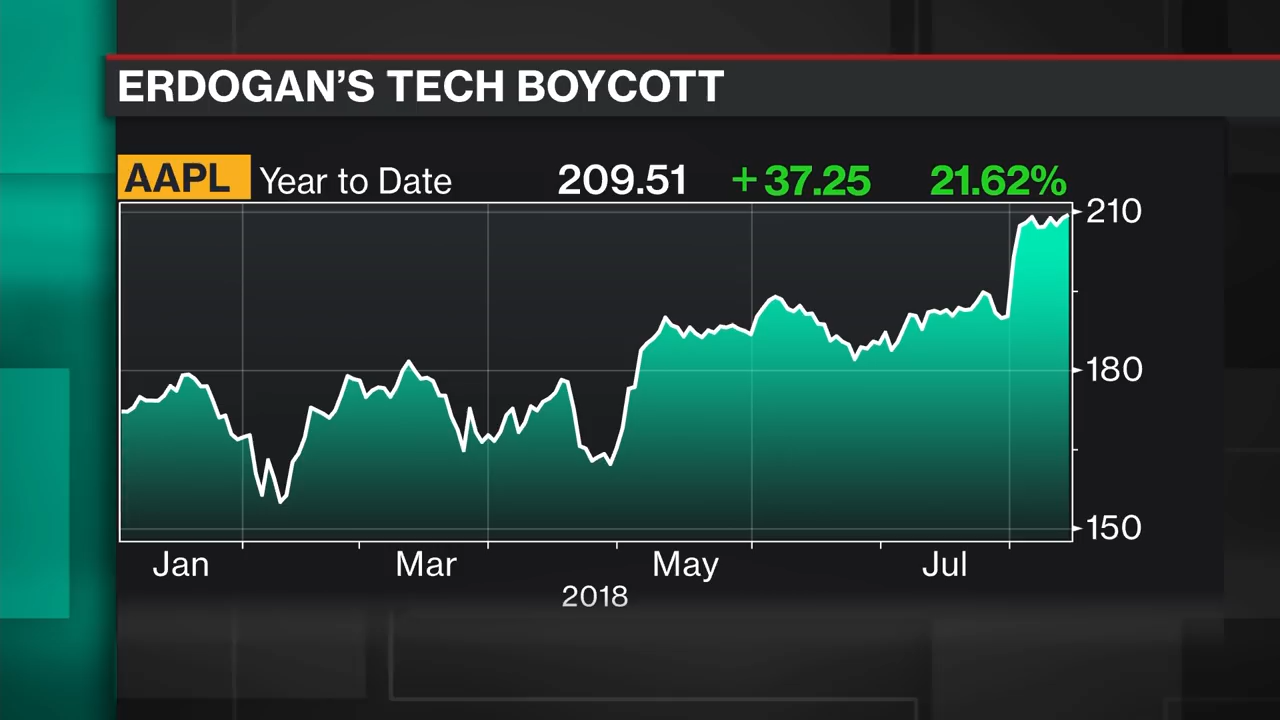 ERDOGAN'S TECH BOYCOTT
AAPL Year to Date 209.51 +37.25 21.62%
210
180
150
Jan Mar May Jul
2018